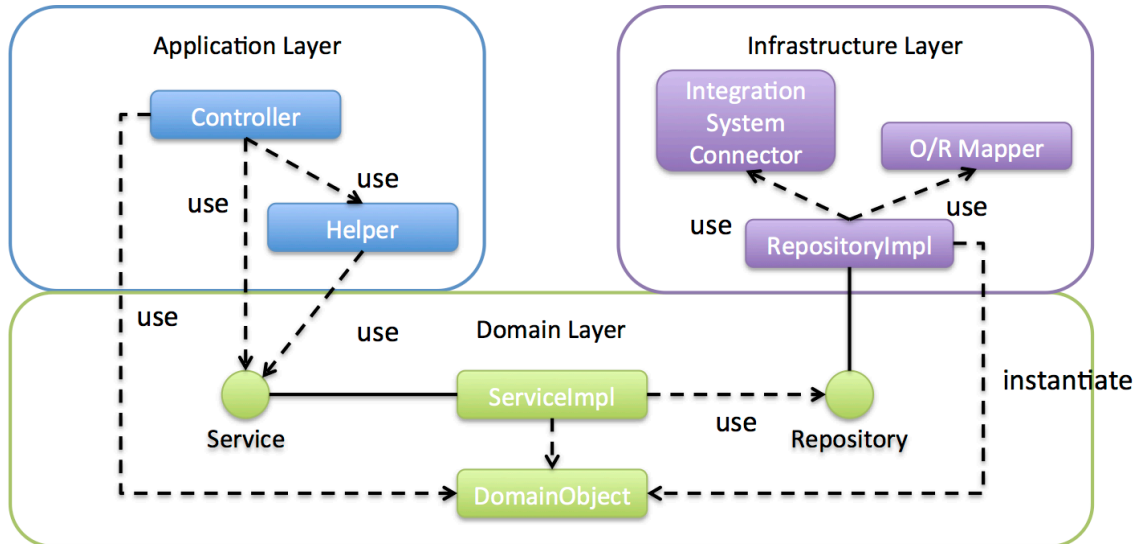 Application Layer
Infrastructure Layer
Controller
Integration
System
Connector
O/R Mapper
use
use
Helper
use
use
RepositoryImpl
use
use
Domain Layer
ServiceImpl
instantiate
Service
use
Repository
DomainObject